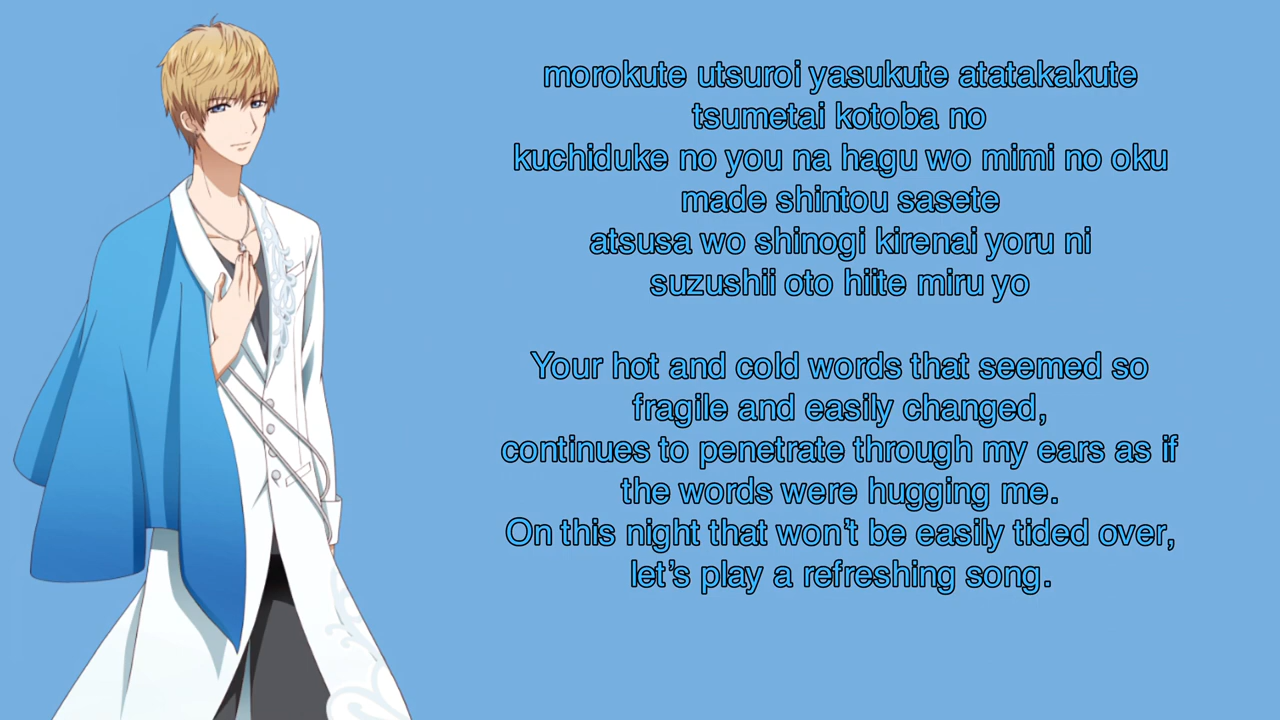 morokute utsuroi yasukute atatakakute
tsumetai kotoba no
kuchiduke no you na hagu wo mimi no oku
made shintou sasete
atsusa wo shinogi kirenai yoru ni
suzushii oto hiite miru yo
Your hot and cold words that seemed so
fragile and easily changed,
continues to penetrate through my ears as if
the words were hugging me.
On this night that won't be easily tided over,
let's play a refreshing song.